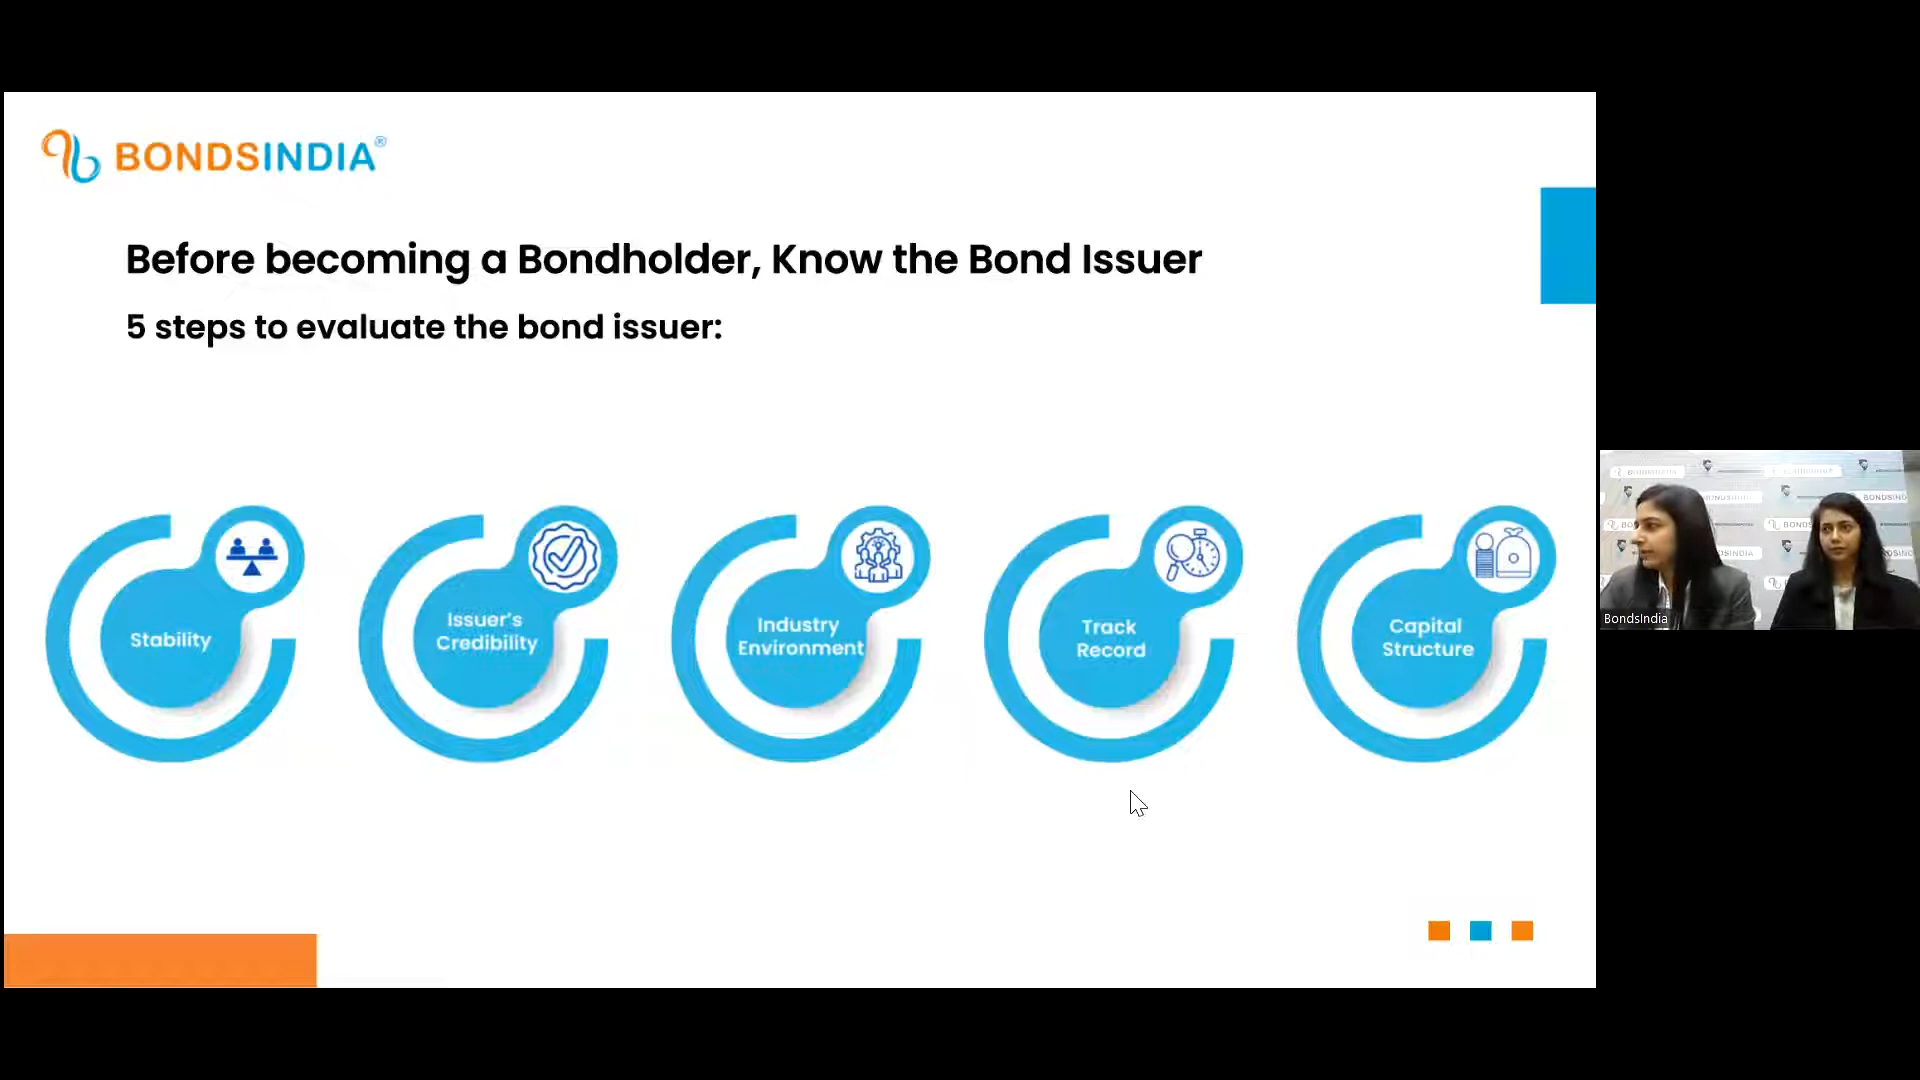 BONDSINDIA®
Before becoming a Bondholder, Know the Bond Issuer
5 steps to evaluate the bond issuer:
Stability
Issuer's
Credibility
Industry
Environment
Track
Record
Capital
Structure
BondsIndia